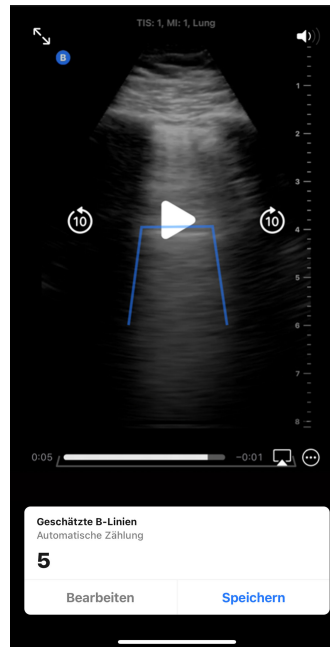 TIS: 1, MI: 1, Lung
B
1
2
3
10
10
4
5
6
7
8
0:05
−0:01
Geschätzte B-Linien
Automatische Zählung
5
Bearbeiten
Speichern